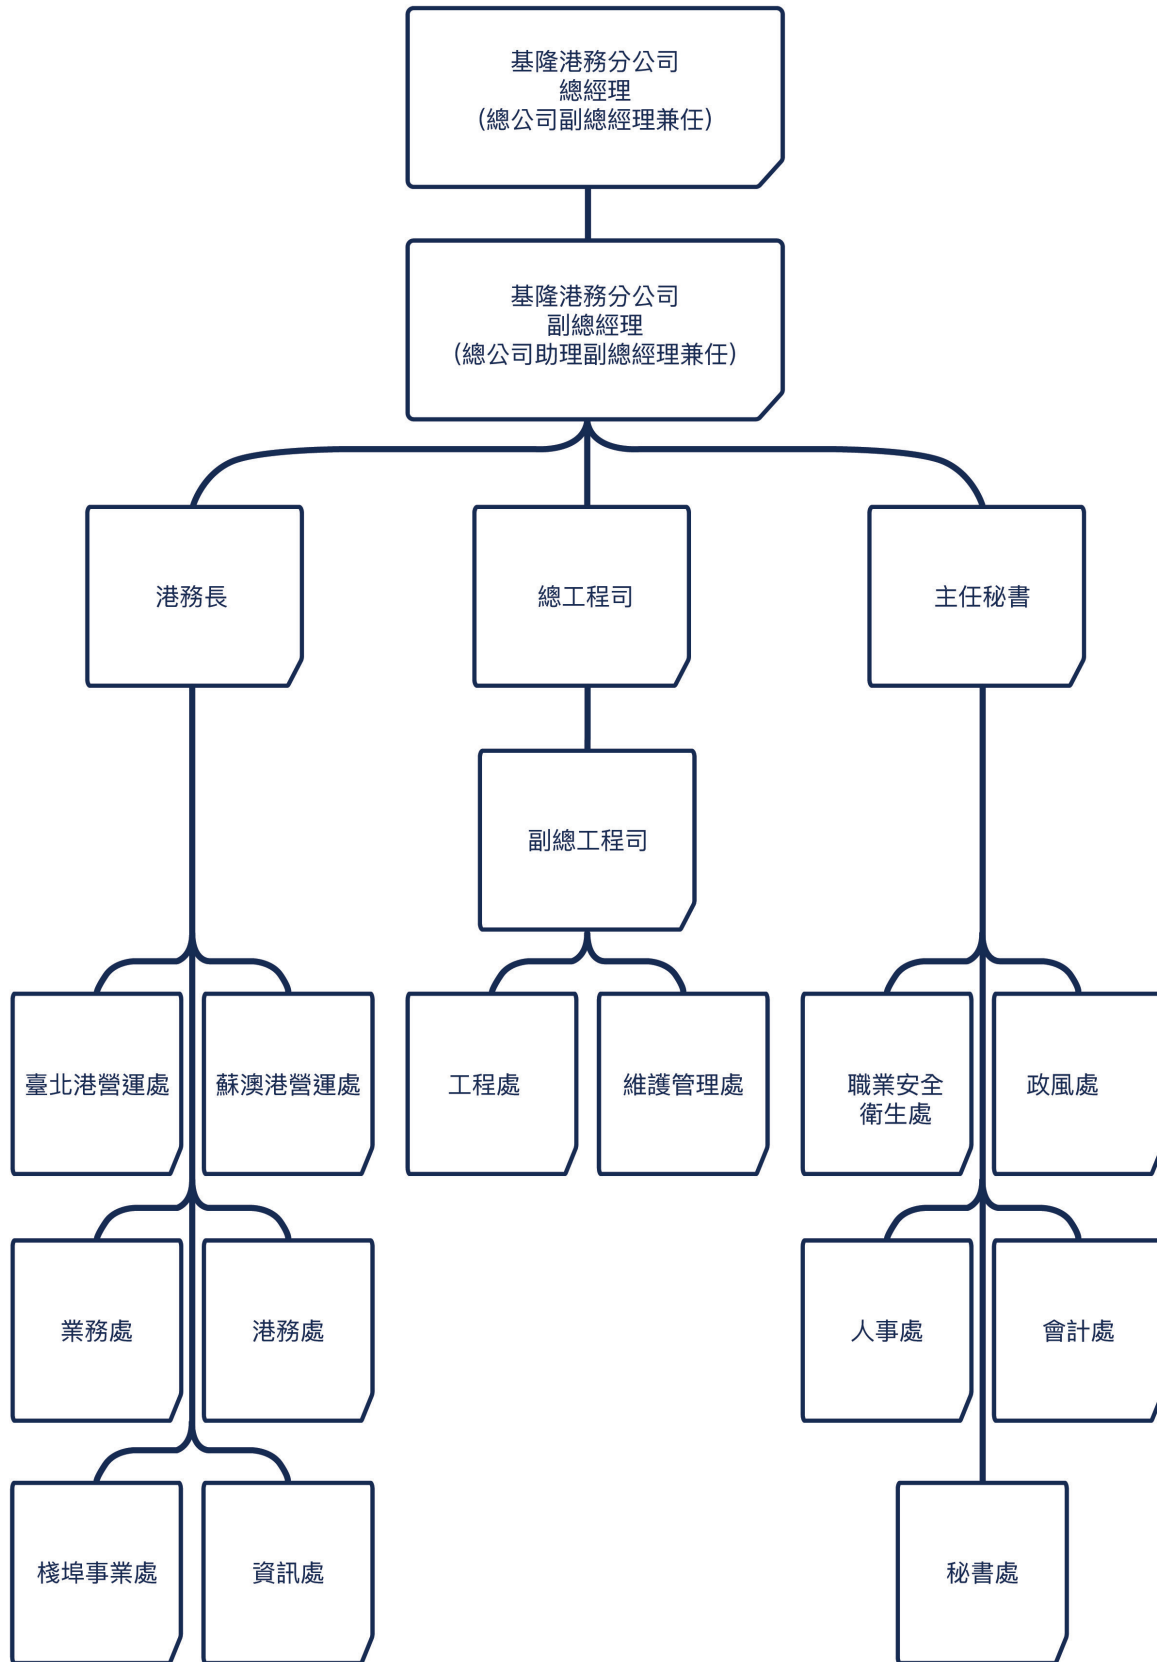 基隆港務分公司
總經理
(總公司副總經理兼任)
基隆港務分公司
副總經理
(總公司助理副總經理兼任)
港務長
總工程司
主任秘書
副總工程司
臺北港營運處
蘇澳港營運處
工程處
維護管理處
職業安全
衛生處
政風處
業務處
港務處
人事處
會計處
棧埠事業處
資訊處
秘書處